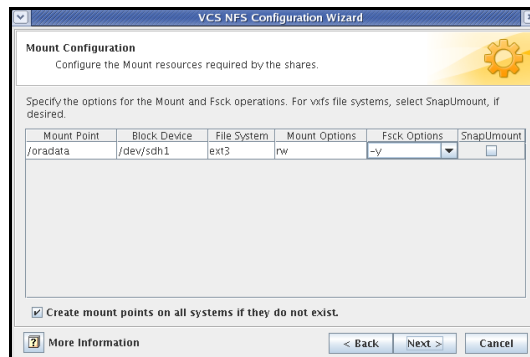 VCS NFS Configuration Wizard
Mount Configuration
Configure the Mount resources required by the shares.
Specify the options for the Mount and Fsck operations. For vxfs file systems, select SnapUmount, if
desired.
Mount Point Block Device File System Mount Options Fsck Options SnapUmount
/oradata /dev/sdh1 ext3 rw -y
Create mount points on all systems if they do not exist.
? More Information < Back Next > Cancel